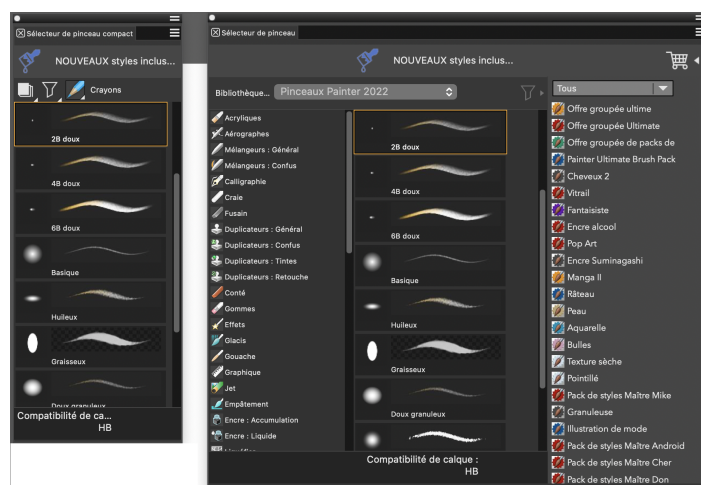 Sélecteur de pinceau compact
NOUVEAUX styles inclus...
Crayons
2B doux
4B doux
6B doux
Basique
Huileux
Graisseux
Doux granuleux
Compatibilité de ca...
HB
Sélecteur de pinceau
NOUVEAUX styles inclus...
Bibliothèque... Pinceaux Painter 2022
Acryliques
Aérographes
Mélangeurs : Général
Mélangeurs : Confus
Calligraphie
Craie
Fusain
Duplicateurs : Général
Duplicateurs : Confus
Duplicateurs : Tintes
Duplicateurs : Retouche
Conté
Gommes
Effets
Glacis
Gouache
Graphique
Jet
Empâtement
Encre : Accumulation
Encre : Liquide
2B doux
4B doux
6B doux
Basique
Huileux
Graisseux
Doux granuleux
Compatibilité de calque :
HB
Tous
Offre groupée ultime
Offre groupée Ultimate
Offre groupée de packs de
Painter Ultimate Brush Pack
Cheveux 2
Vitrail
Fantaisiste
Encre alcool
Pop Art
Encre Suminagashi
Manga II
Râteau
Peau
Aquarelle
Bulles
Texture sèche
Pointillé
Pack de styles Maître Mike
Granuleuse
Illustration de mode
Pack de styles Maître Android
Pack de styles Maître Cher
Pack de styles Maître Don